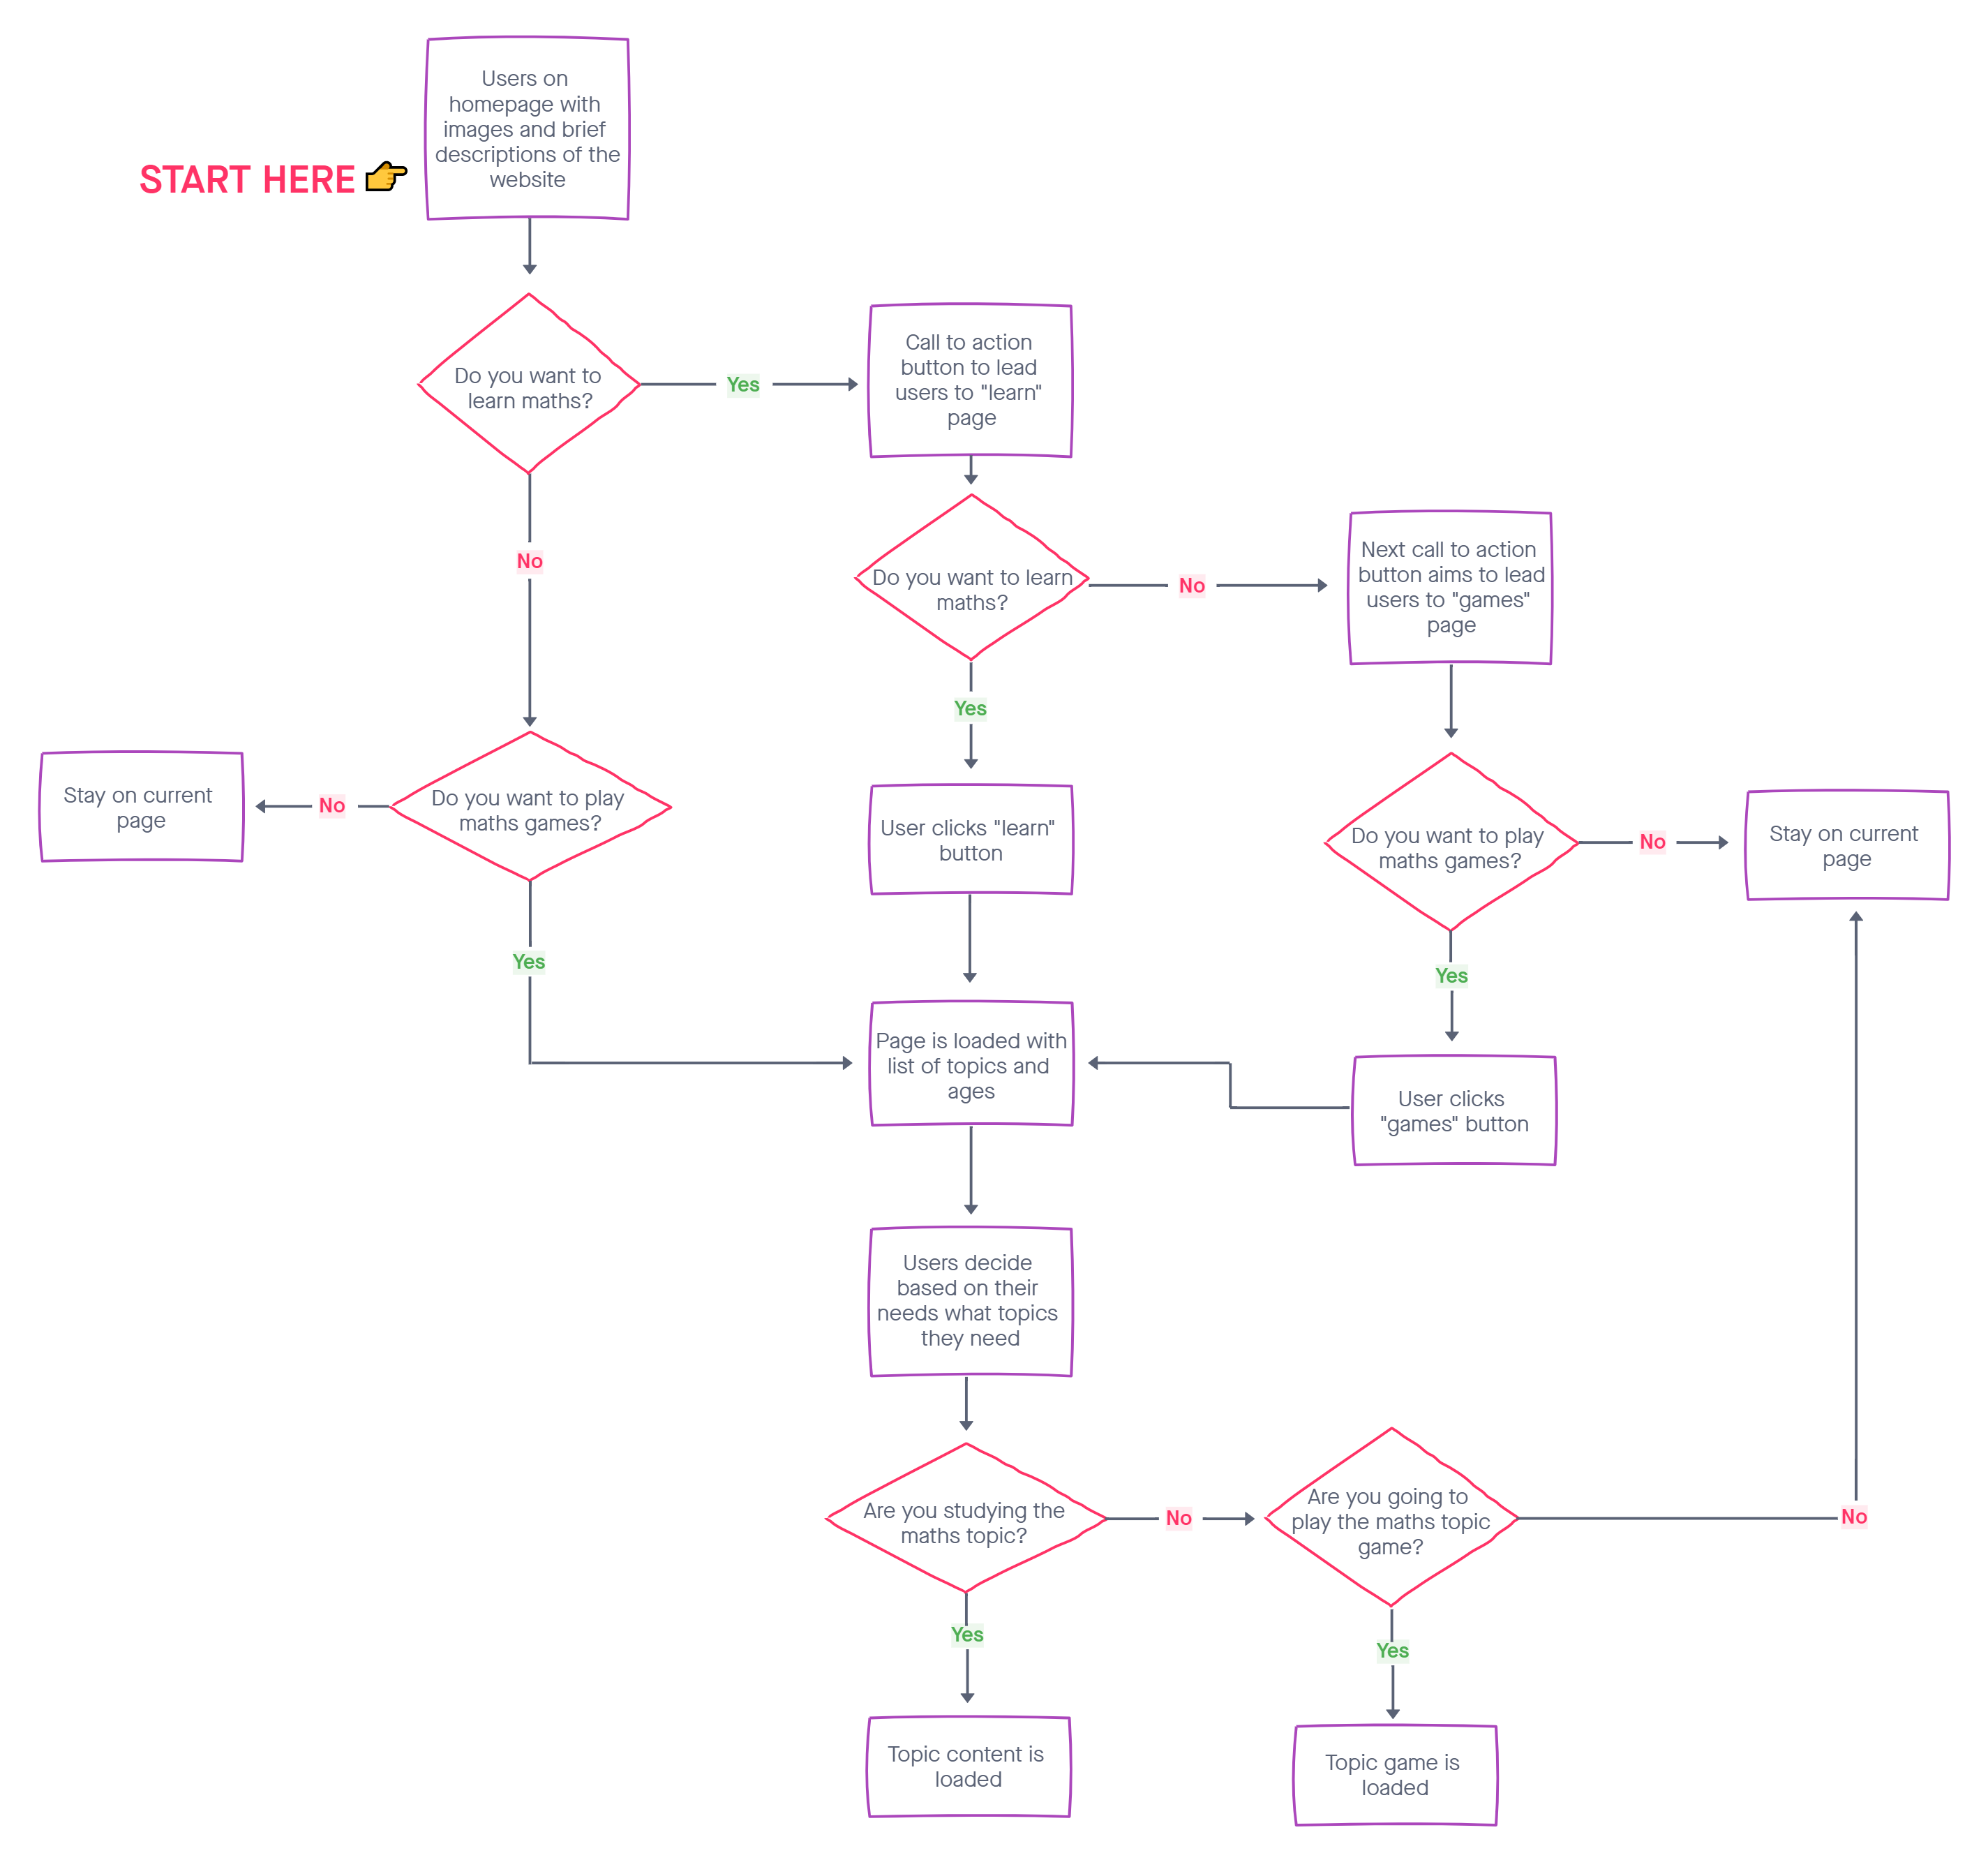 Users on
homepage with
images and brief
descriptions of the
website
START HERE
Do you want to
learn maths?
Yes
Call to action
button to lead
users to "learn"
page
No
Do you want to learn
maths?
No
Next call to action
button aims to lead
users to "games"
page
Yes
Stay on current
page
No
Do you want to play
maths games?
User clicks "learn"
button
Do you want to play
maths games?
No
Stay on current
page
Yes
Yes
Page is loaded with
list of topics and
ages
User clicks
"games" button
Users decide
based on their
needs what topics
they need
Are you studying the
maths topic?
No
Are you going to
play the maths topic
game?
No
Yes
Yes
Topic content is
loaded
Topic game is
loaded